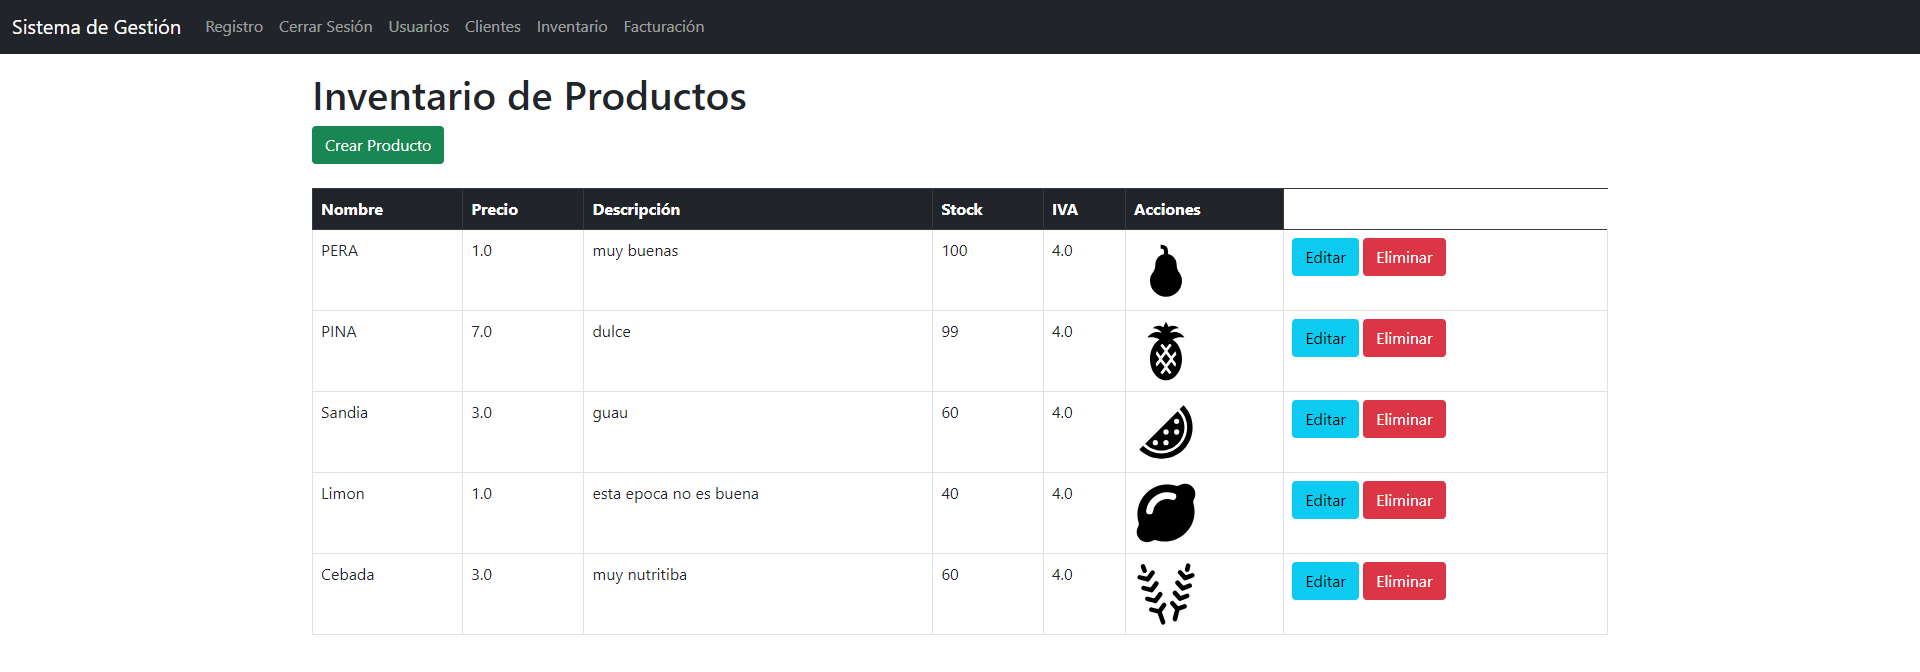 Sistema de Gestión Registro Cerrar Sesión Usuarios Clientes Inventario Facturación
Inventario de Productos
Crear Producto
Nombre Precio Descripción Stock IVA Acciones
PERA 1.0 muy buenas 100 4.0 Editar Eliminar
PINA 7.0 dulce 99 4.0 Editar Eliminar
Sandia 3.0 guau 60 4.0 Editar Eliminar
Limon 1.0 esta epoca no es buena 40 4.0 Editar Eliminar
Cebada 3.0 muy nutritiba 60 4.0 Editar Eliminar